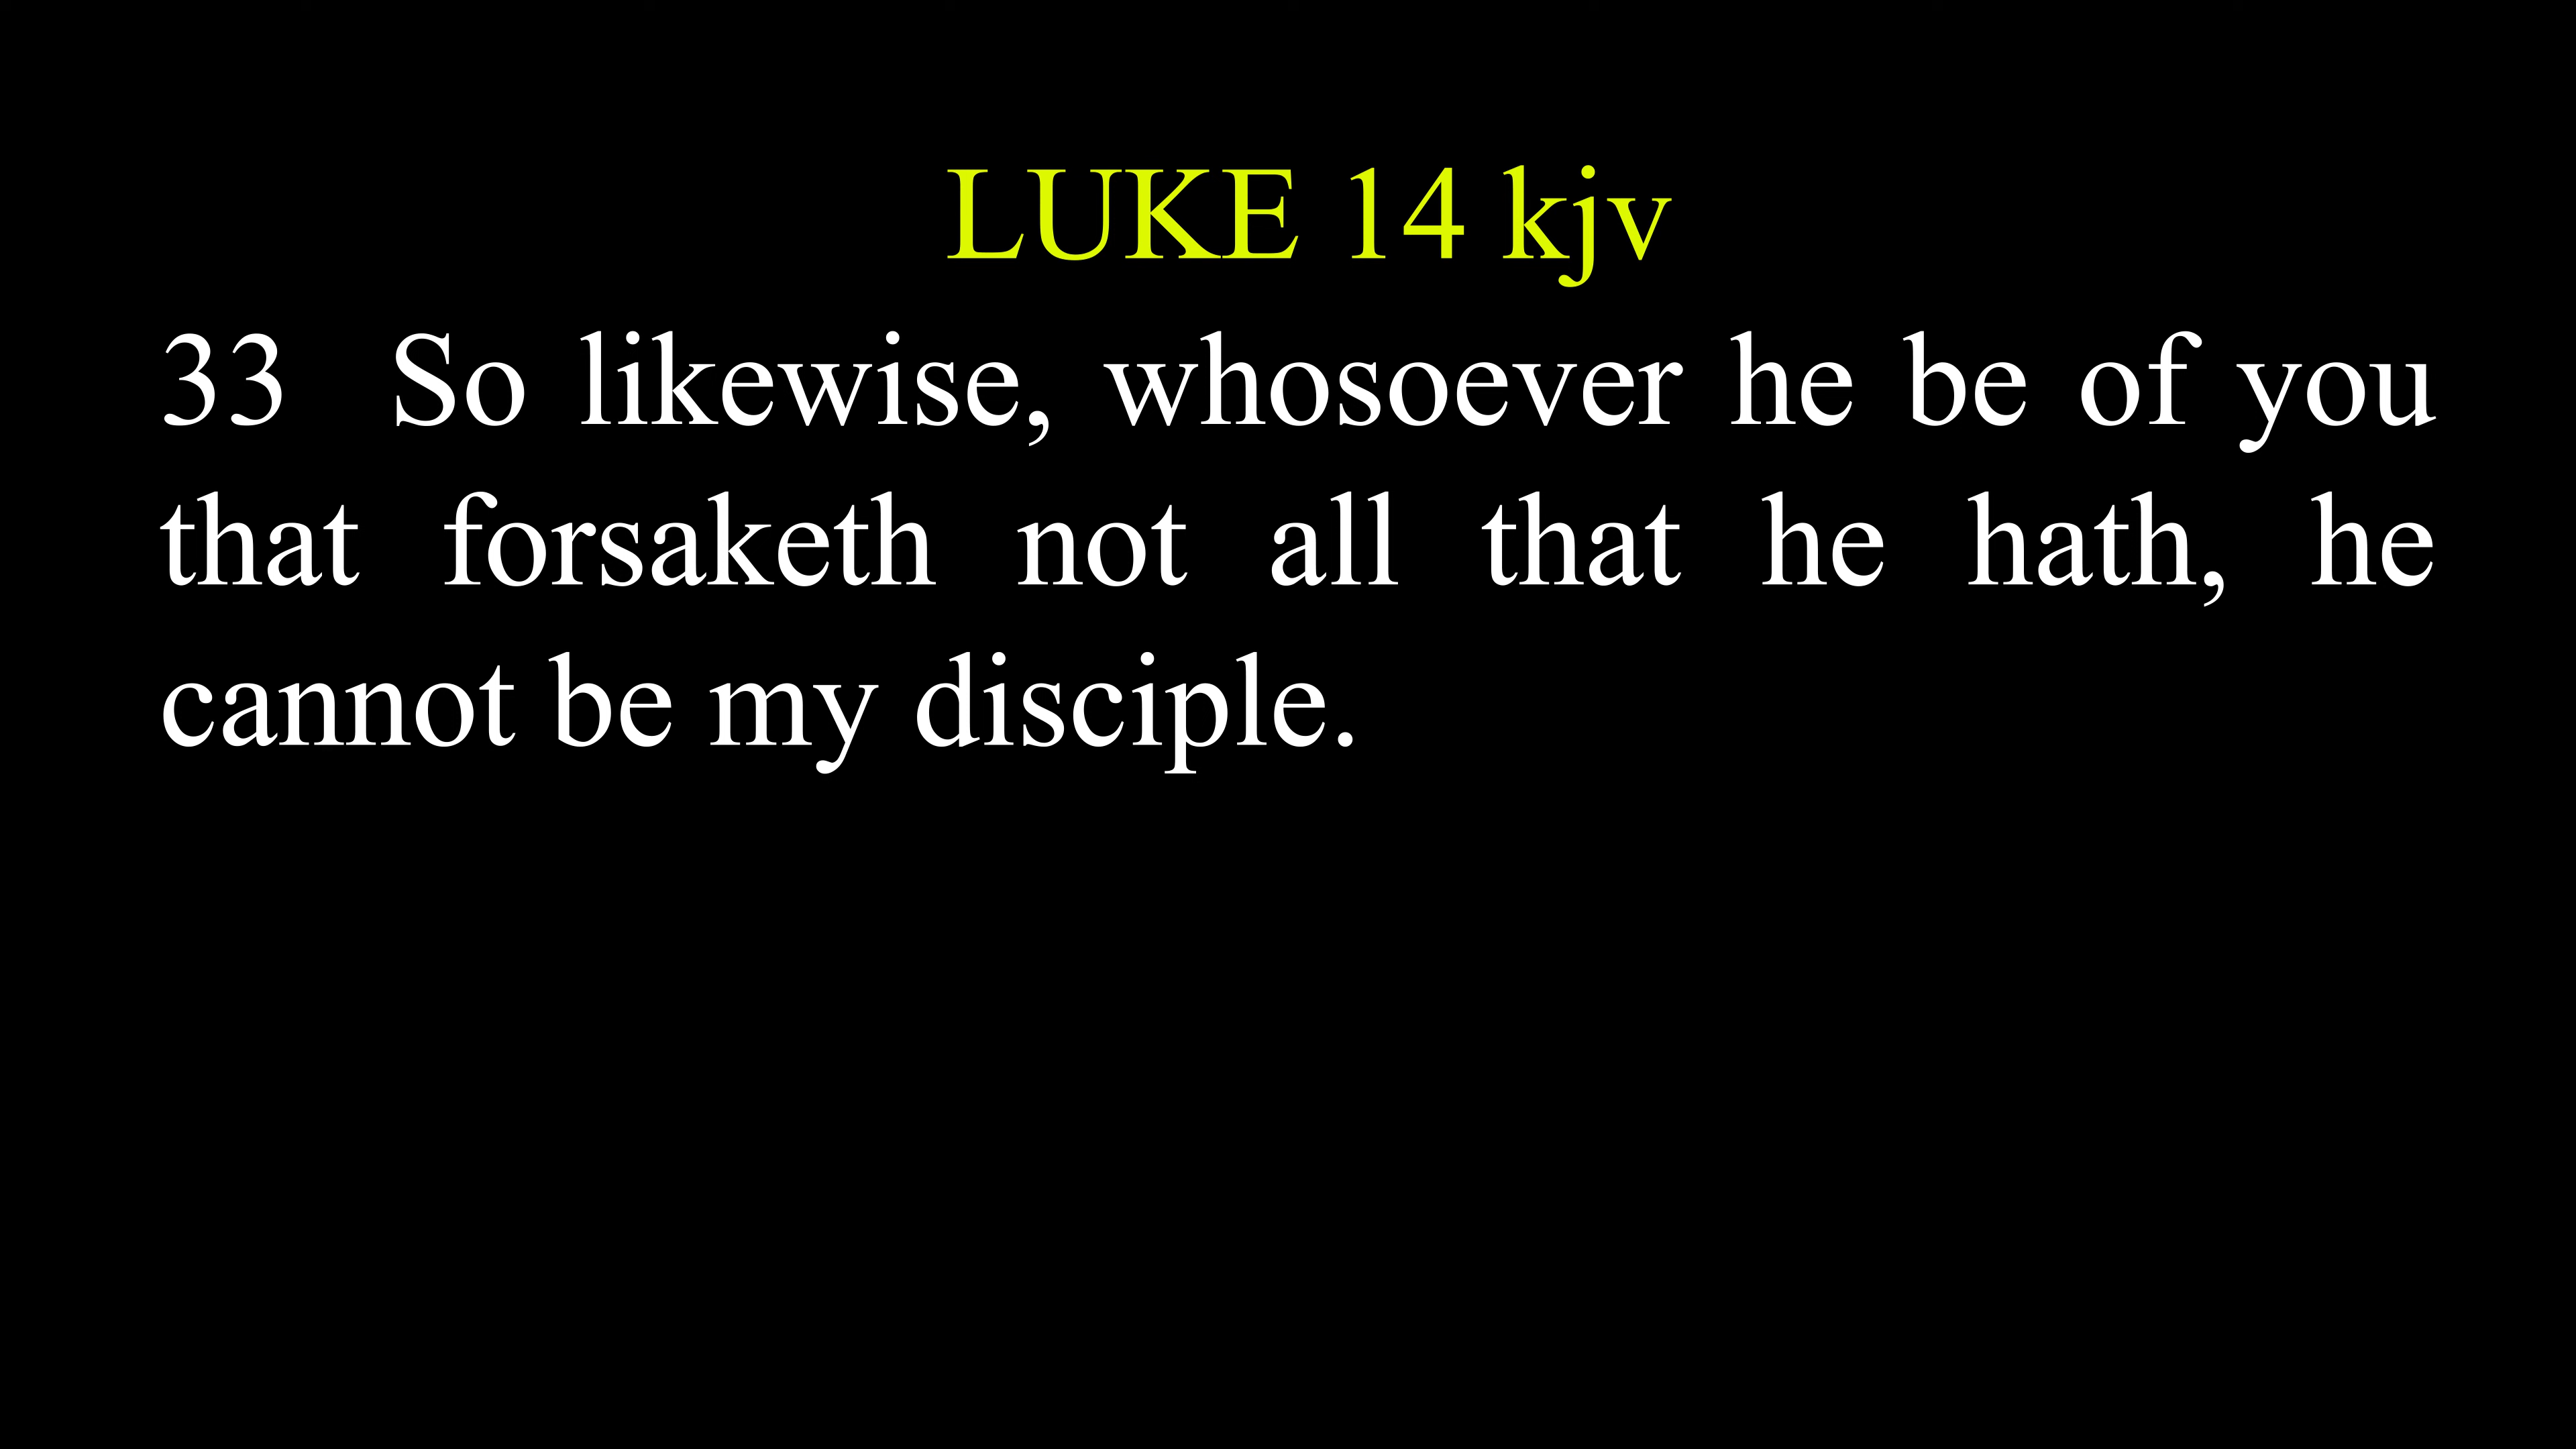 LUKE 14 kjv
33 So likewise, whosoever he be of you
that forsaketh not all that he hath, he
cannot be my disciple.